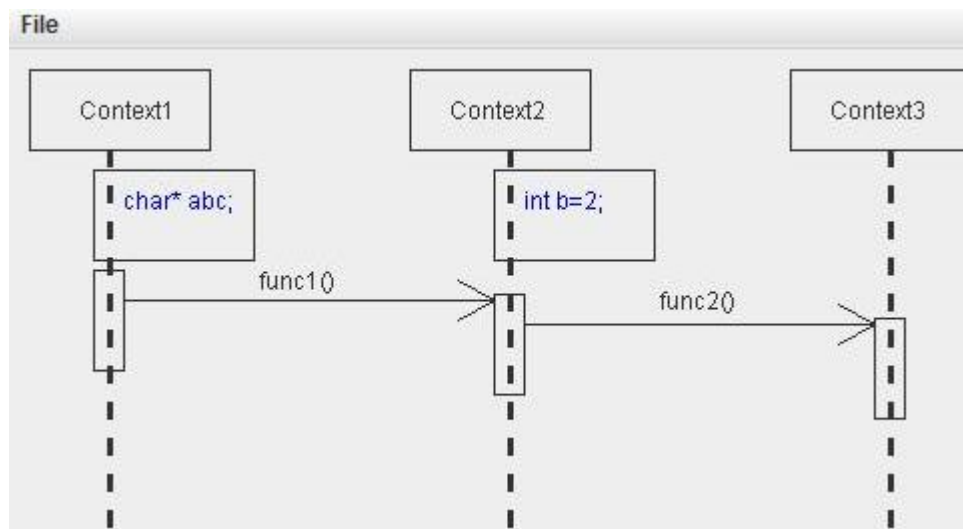 File
Context1
Context2
Context3
char* abc;
int b=2;
func1()
func2()